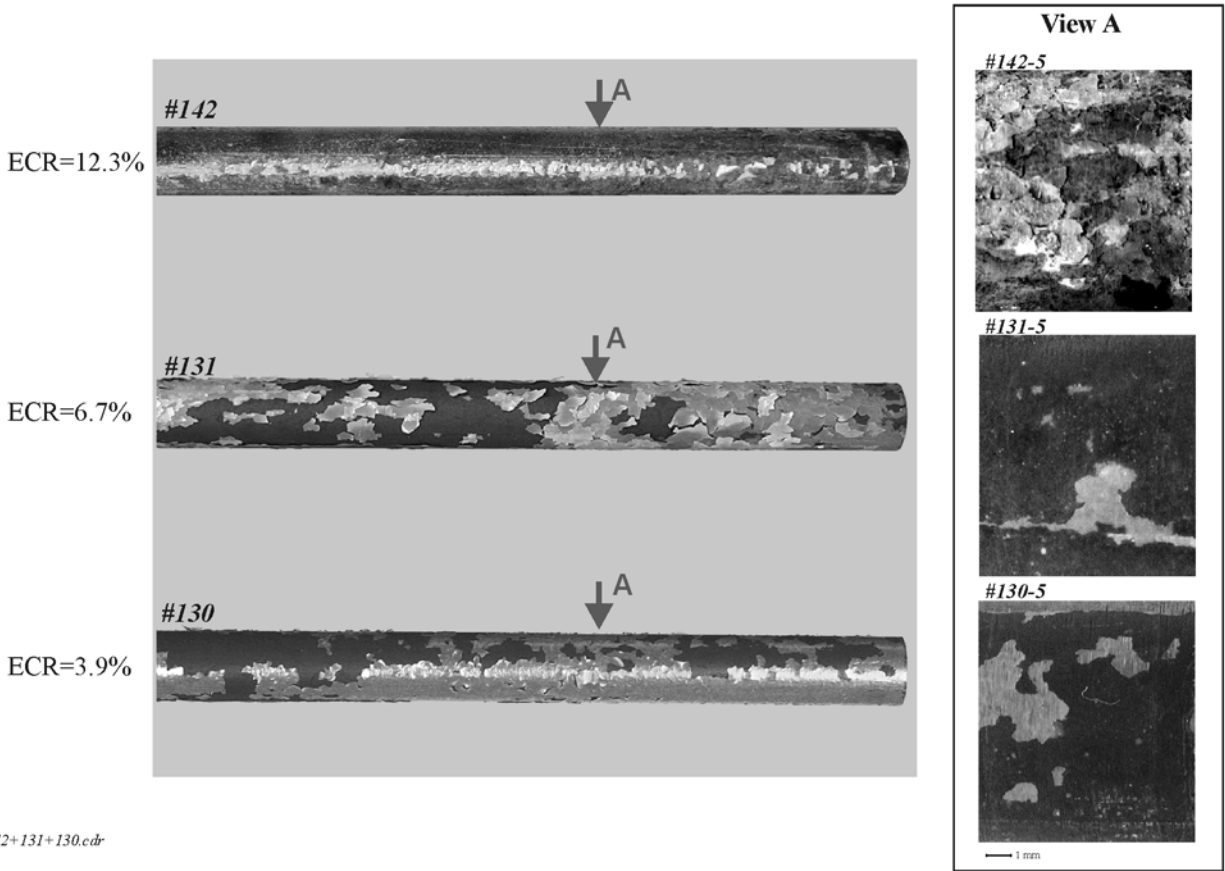 View A
#142-5
#142
A
ECR=12.3%
#131-5
#131
A
ECR=6.7%
#130-5
#130
A
ECR=3.9%
1 mm
2+131+130.cdr